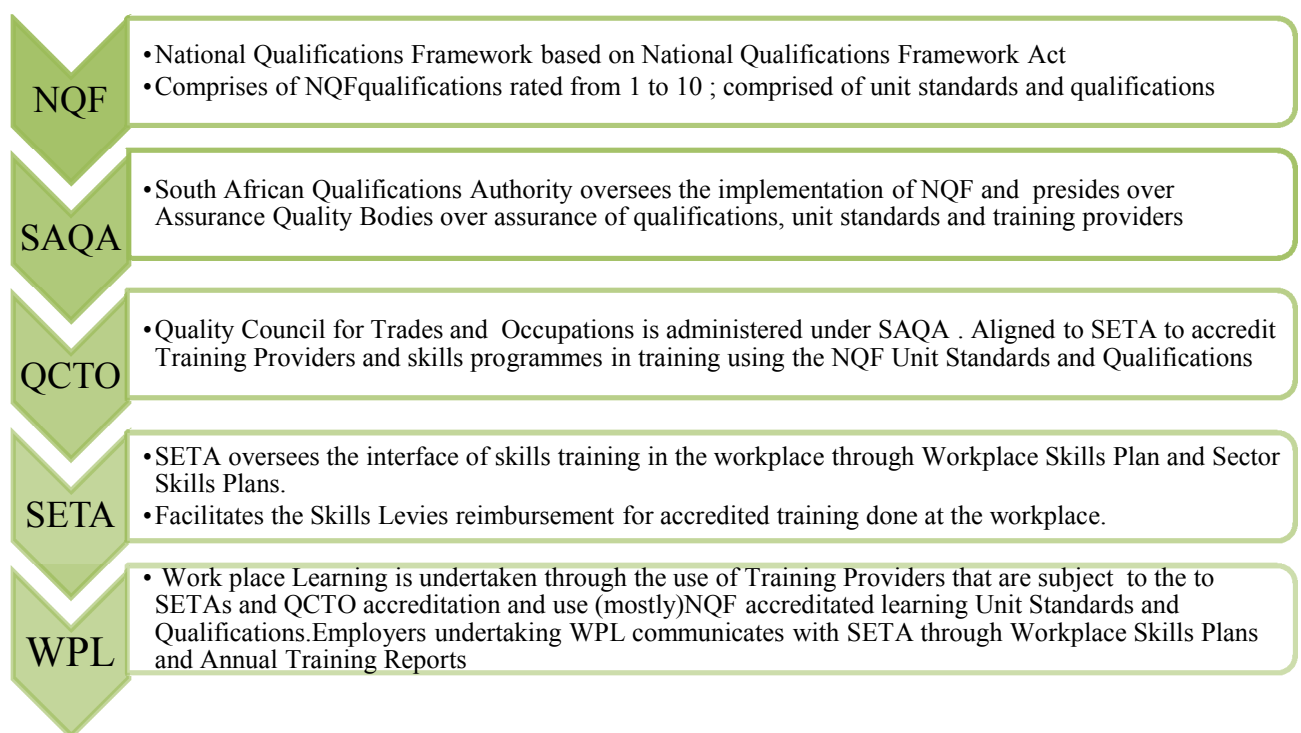 NQF
•National Qualifications Framework based on National Qualifications Framework Act
•Comprises of NQFqualifications rated from 1 to 10 ; comprised of unit standards and qualifications
SAQA
•South African Qualifications Authority oversees the implementation of NQF and presides over
Assurance Quality Bodies over assurance of qualifications, unit standards and training providers
QCTO
•Quality Council for Trades and Occupations is administered under SAQA . Aligned to SETA to accredit
Training Providers and skills programmes in training using the NQF Unit Standards and Qualifications
SETA
•SETA oversees the interface of skills training in the workplace through Workplace Skills Plan and Sector
Skills Plans.
•Facilitates the Skills Levies reimbursement for accredited training done at the workplace.
WPL
• Work place Learning is undertaken through the use of Training Providers that are subject to the to
SETAs and QCTO accreditation and use (mostly)NQF accreditated learning Unit Standards and
Qualifications.Employers undertaking WPL communicates with SETA through Workplace Skills Plans
and Annual Training Reports